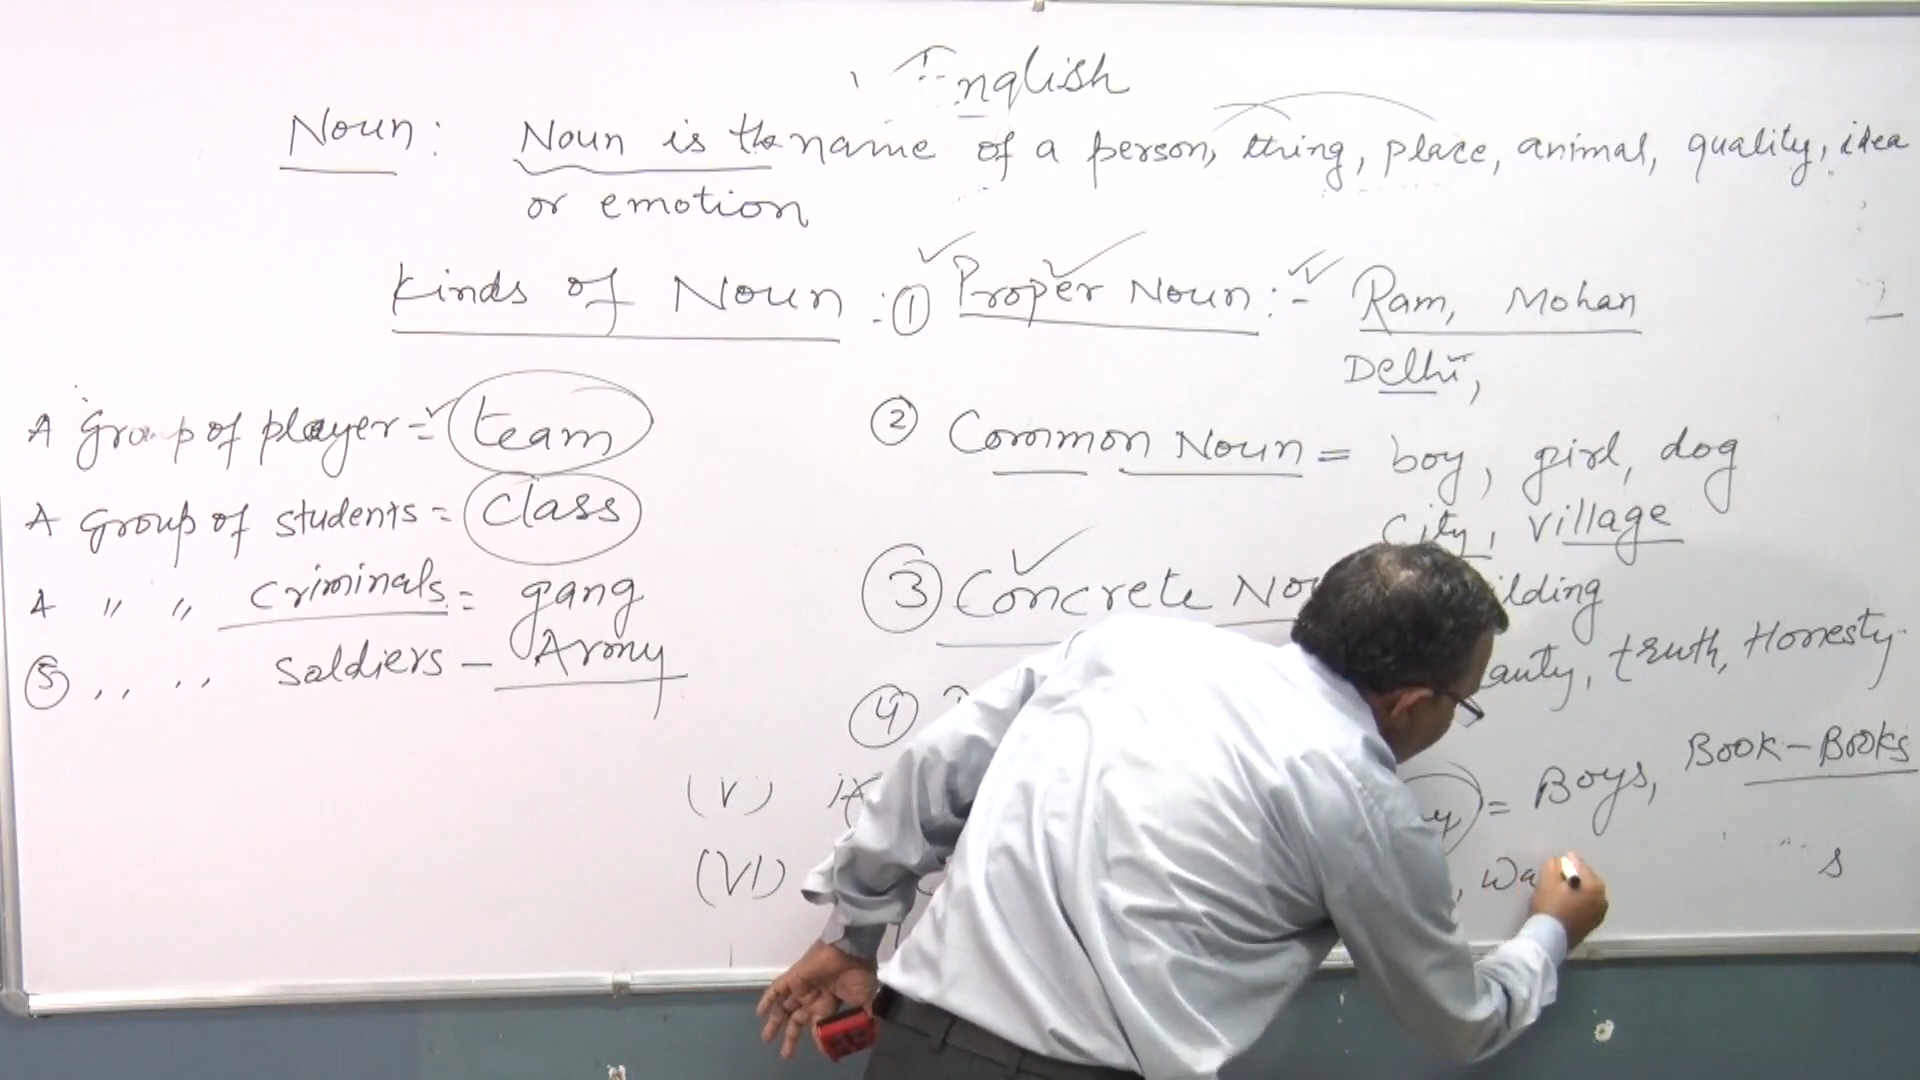 English
Noun: Noun is the name of a person, thing, place, animal, quality, idea
or emotion
Kinds of Noun :- ① Proper Noun :- Ram, Mohan
Delhi,
② Common Noun = boy, girl, dog
City, village
③ Concrete ilding
④ auty, truth, Honesty
(V) = Boys, Book - Books
(VI) , wa s
A group of player = team
A Group of students = class
A " " criminals = gang
⑤ " " soldiers - Army